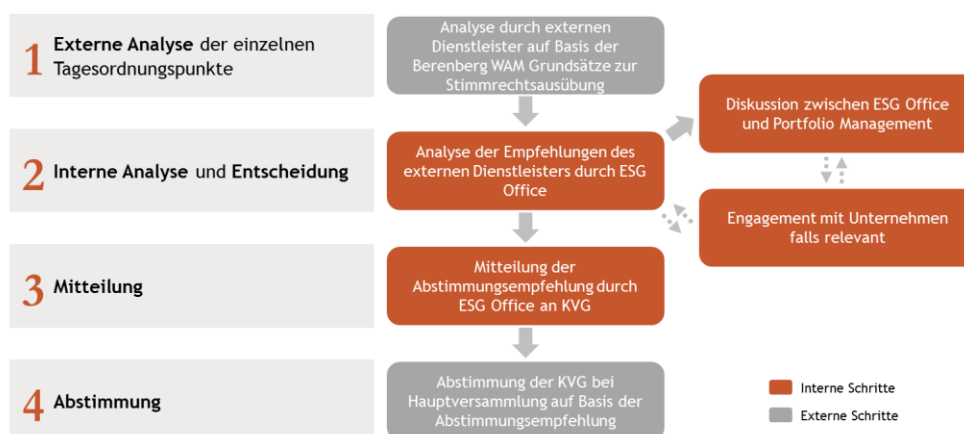 1
Externe Analyse der einzelnen
Tagesordnungspunkte
Analyse durch externen
Dienstleister auf Basis der
Berenberg WAM Grundsätze zur
Stimmrechtsausübung
Diskussion zwischen ESG Office
und Portfolio Management
2
Interne Analyse und Entscheidung
Analyse der Empfehlungen des
externen Dienstleisters durch ESG
Office
Engagement mit Unternehmen
falls relevant
3
Mitteilung
Mitteilung der
Abstimmungsempfehlung durch
ESG Office an KVG
4
Abstimmung
Abstimmung der KVG bei
Hauptversammlung auf Basis der
Abstimmungsempfehlung
Interne Schritte
Externe Schritte